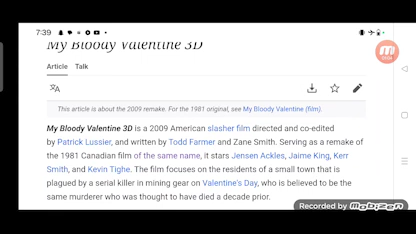 7:39
My Bloody Valentine 3D
Article Talk
This article is about the 2009 remake. For the 1981 original, see My Bloody Valentine (film).
My Bloody Valentine 3D is a 2009 American slasher film directed and co-edited
by Patrick Lussier, and written by Todd Farmer and Zane Smith. Serving as a remake of
the 1981 Canadian film of the same name, it stars Jensen Ackles, Jaime King, Kerr
Smith, and Kevin Tighe. The film focuses on the residents of a small town that is
plagued by a serial killer in mining gear on Valentine's Day, who is believed to be the
same murderer who was thought to have died a decade prior.
Recorded by Mobizen